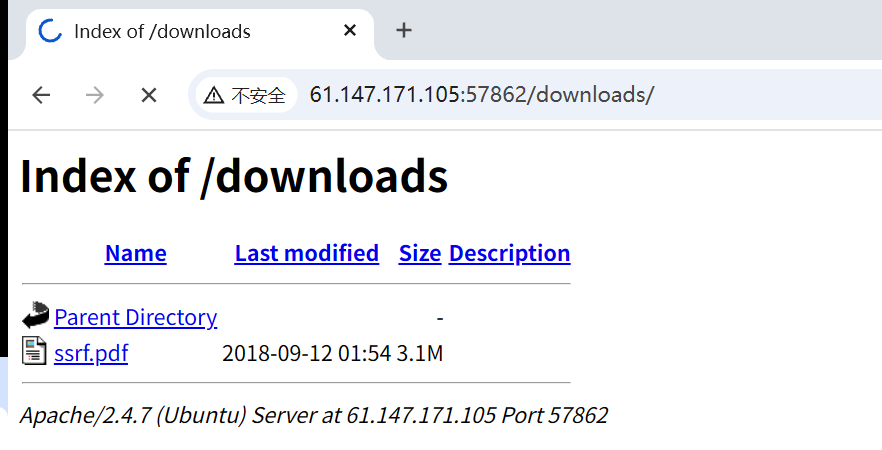 Index of /downloads
不安全 61.147.171.105:57862/downloads/
Index of /downloads
Name Last modified Size Description
Parent Directory -
ssrf.pdf 2018-09-12 01:54 3.1M
Apache/2.4.7 (Ubuntu) Server at 61.147.171.105 Port 57862